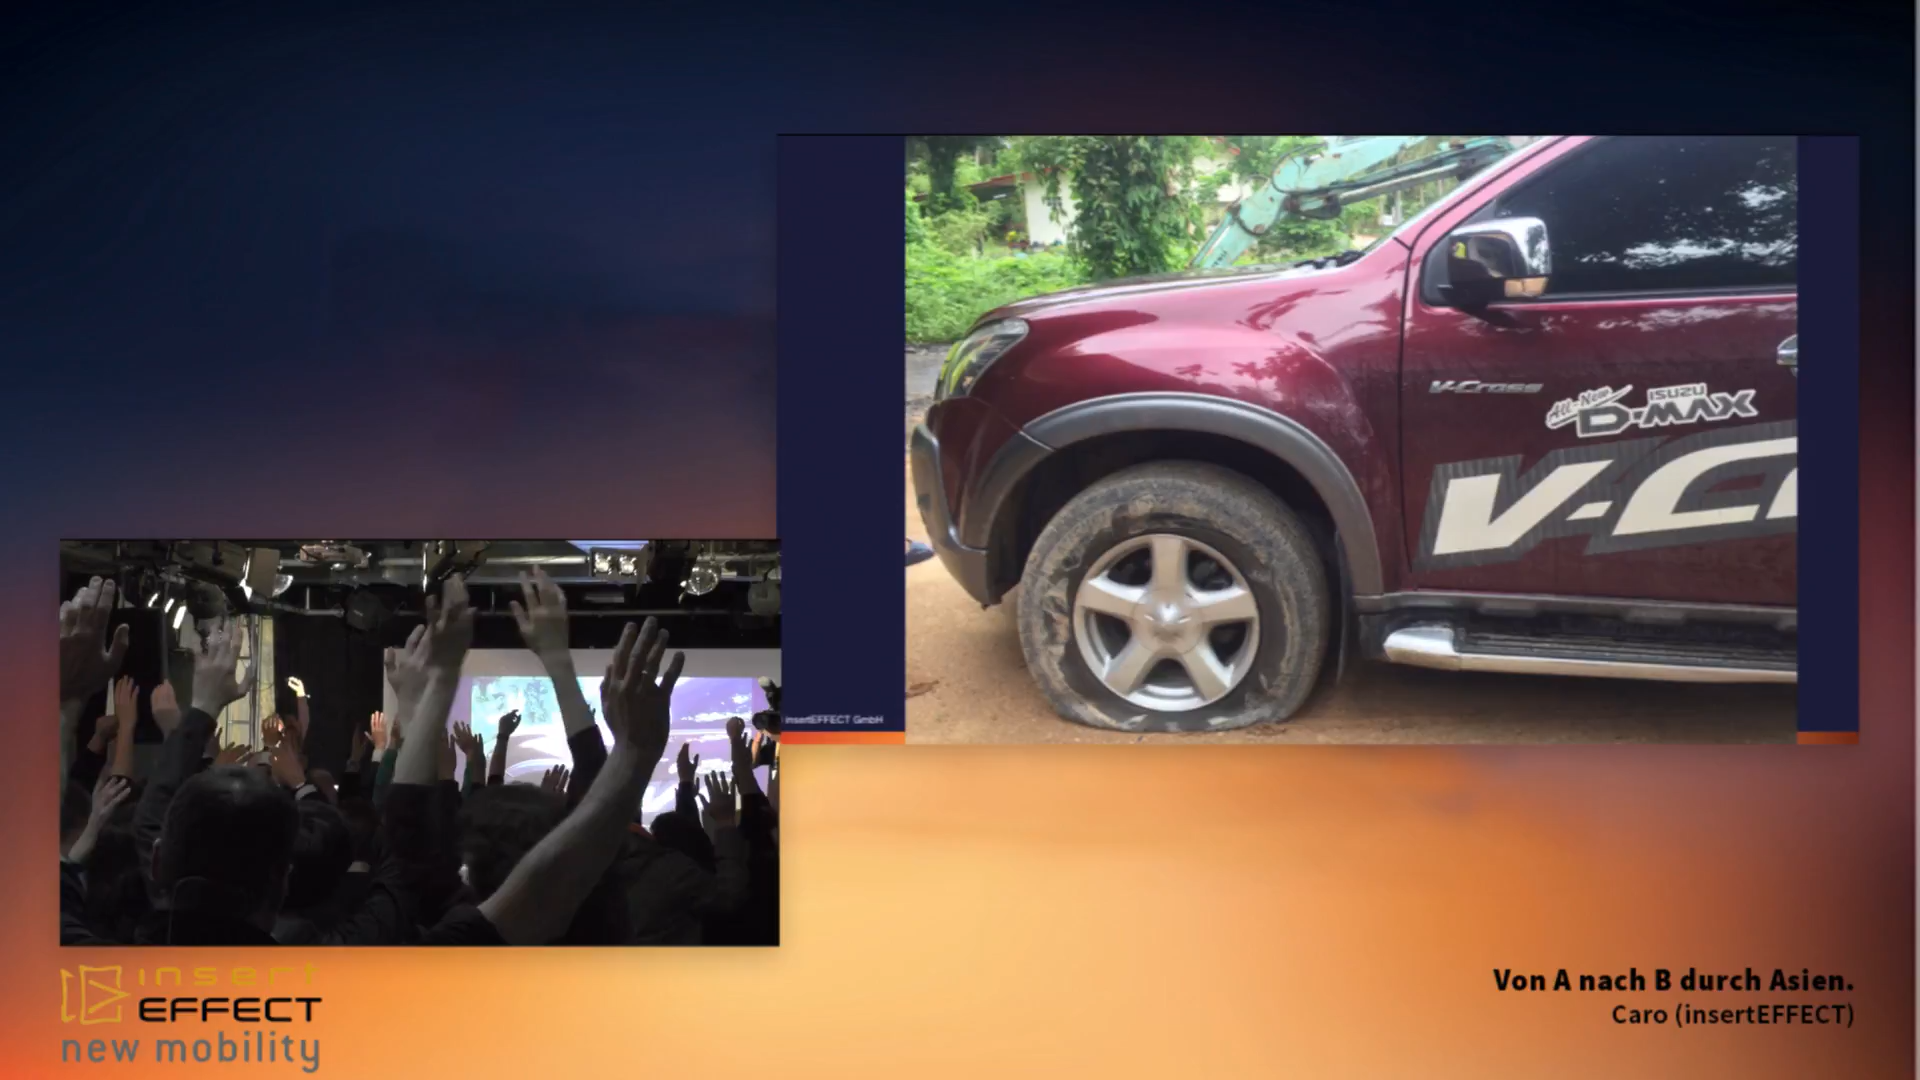 V-Cross
All-New ISUZU
D-MAX
V-C
insertEFFECT GmbH
insert
EFFECT
new mobility
Von A nach B durch Asien.
Caro (insertEFFECT)